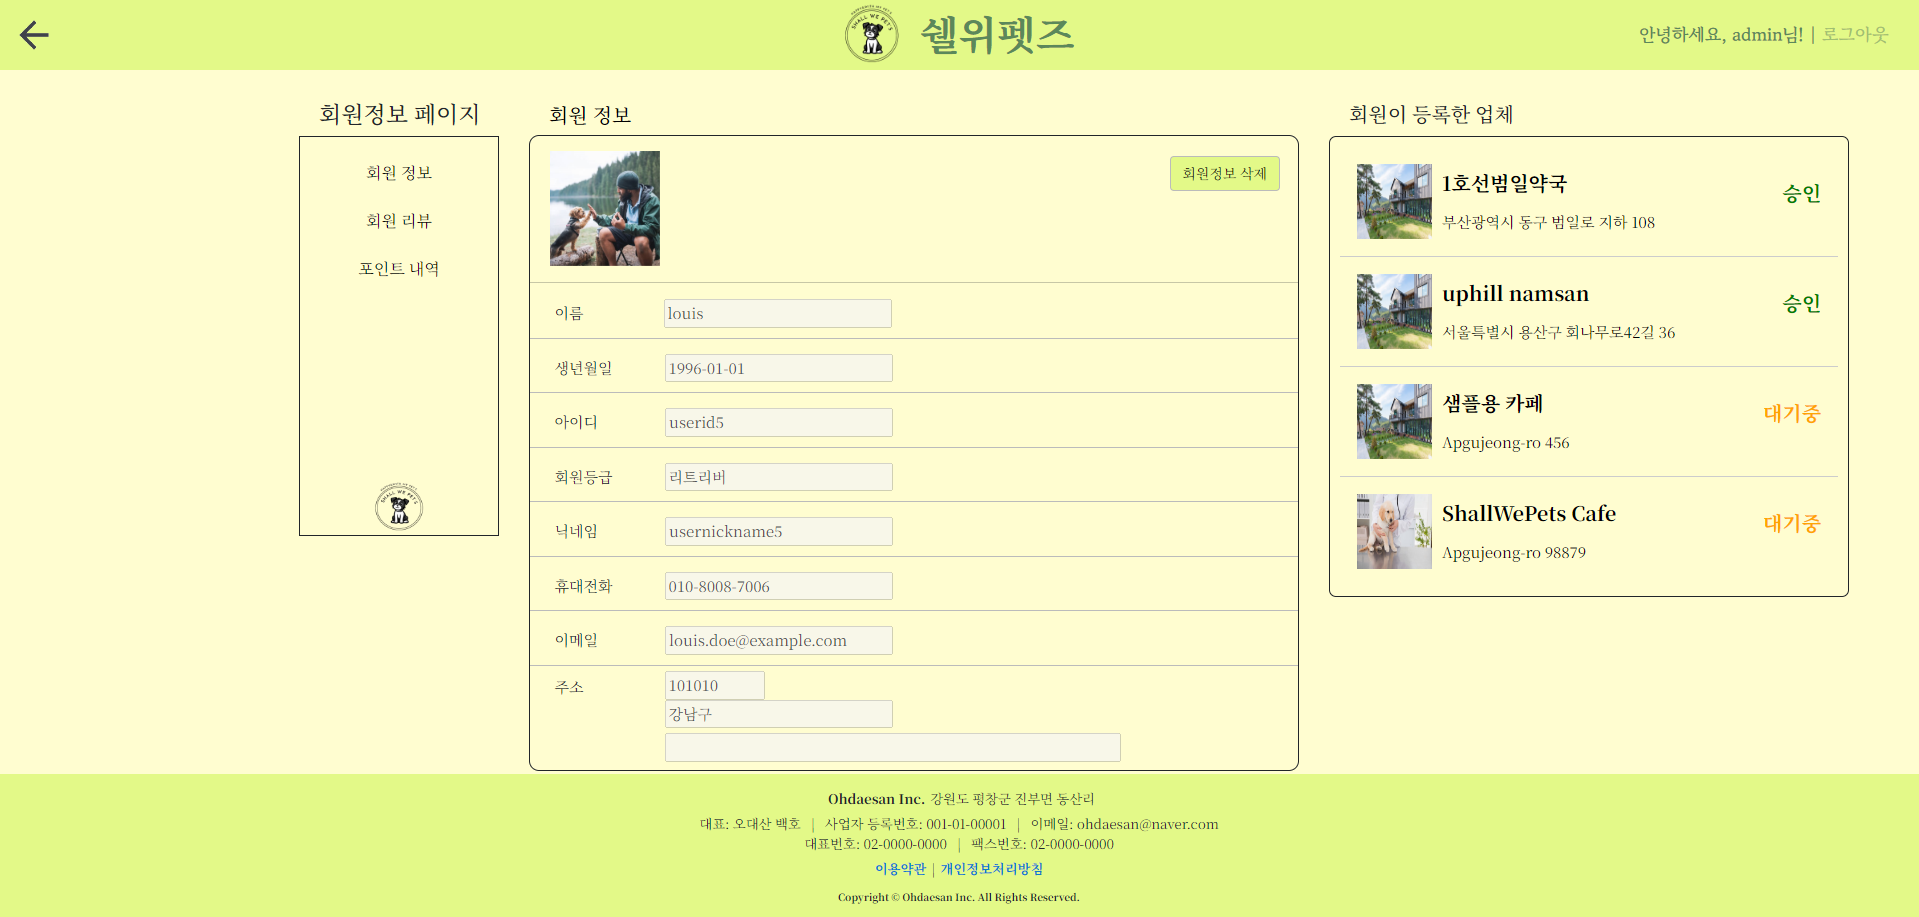 SHALL WE PET'S
쉘위펫즈
안녕하세요, admin님! | 로그아웃
회원정보 페이지
회원 정보
회원 리뷰
포인트 내역
SHALL WE PET'S
회원 정보
회원정보 삭제
이름 louis
생년월일 1996-01-01
아이디 userid5
회원등급 리트리버
닉네임 usernickname5
휴대전화 010-8008-7006
이메일 louis.doe@example.com
주소 101010
강남구
회원이 등록한 업체
1호선범일약국
부산광역시 동구 범일로 지하 108
승인
uphill namsan
서울특별시 용산구 회나무로42길 36
승인
샘플용 카페
Apgujeong-ro 456
대기중
ShallWePets Cafe
Apgujeong-ro 98879
대기중
Ohdaesan Inc. 강원도 평창군 진부면 동산리
대표: 오대산 백호 | 사업자 등록번호: 001-01-00001 | 이메일: ohdaesan@naver.com
대표번호: 02-0000-0000 | 팩스번호: 02-0000-0000
이용약관 | 개인정보처리방침
Copyright © Ohdaesan Inc. All Rights Reserved.